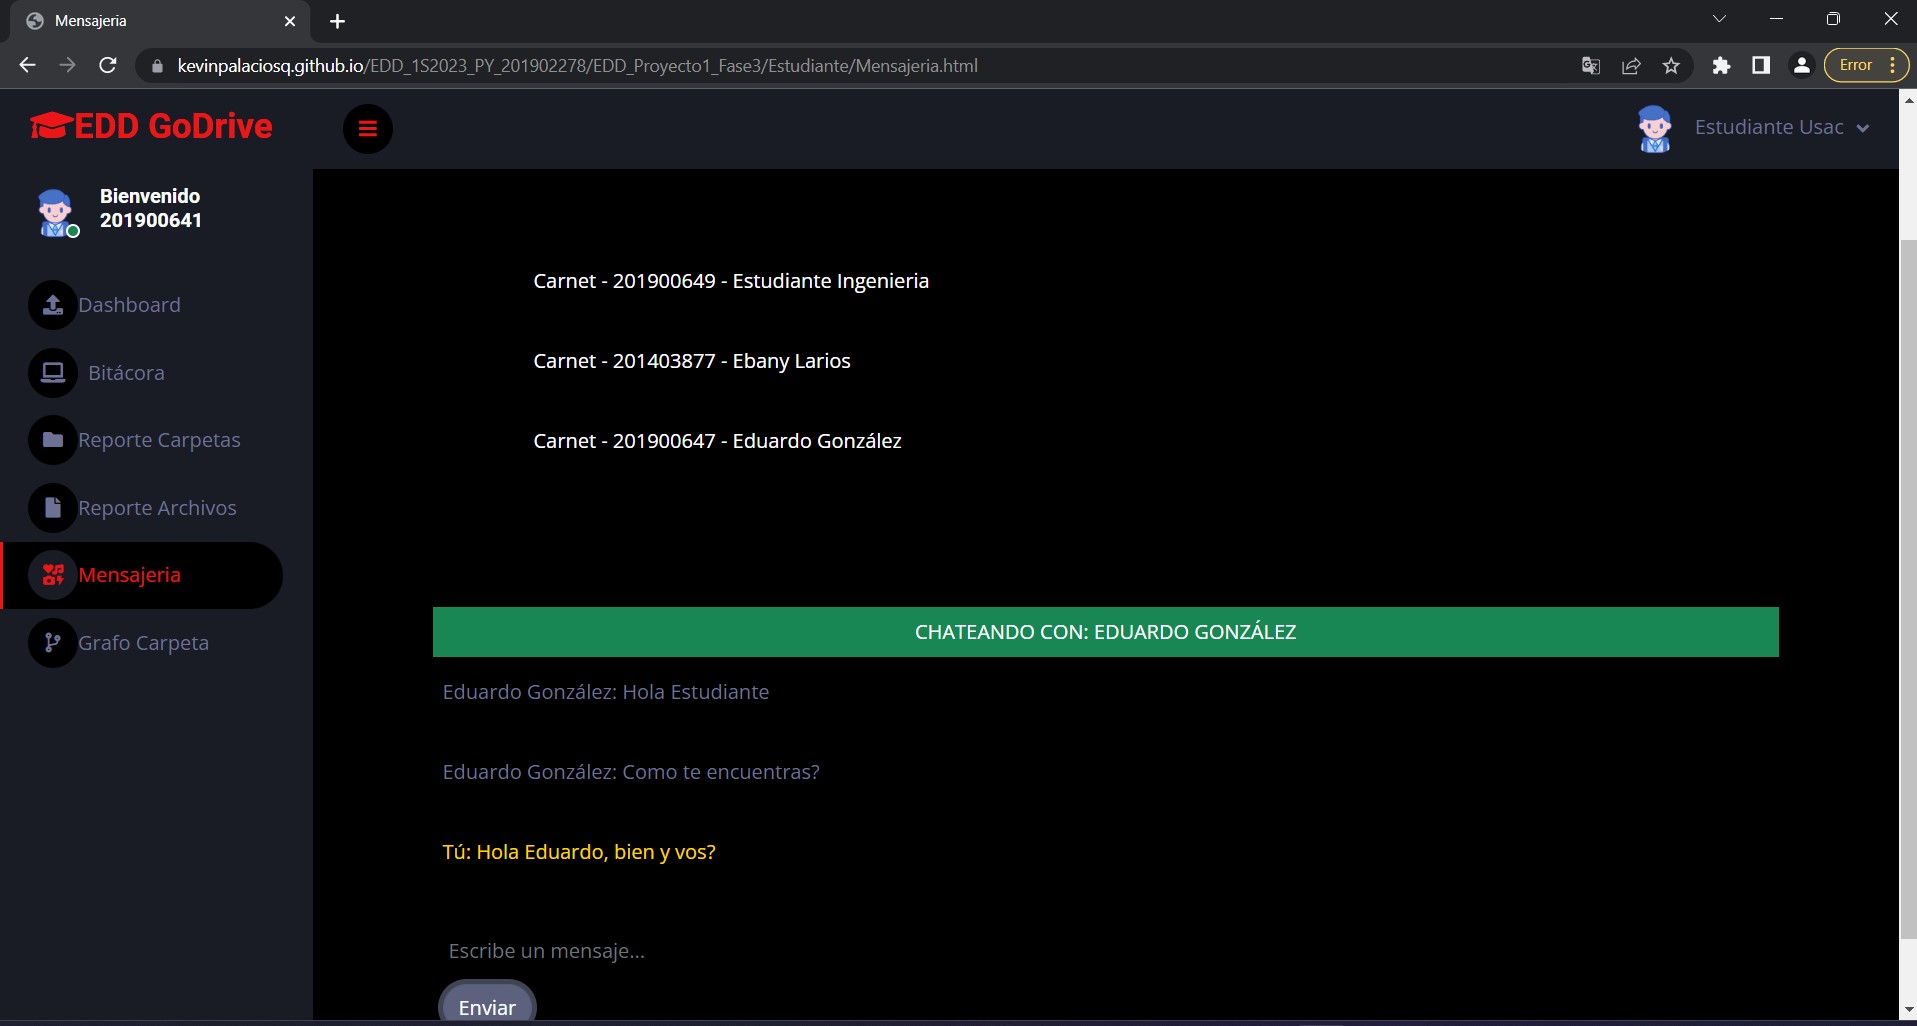 Mensajeria
kevinpalaciosq.github.io/EDD_1S2023_PY_201902278/EDD_Proyecto1_Fase3/Estudiante/Mensajeria.html
Error
EDD GoDrive
Estudiante Usac
Bienvenido
201900641
Dashboard
Bitácora
Reporte Carpetas
Reporte Archivos
Mensajeria
Grafo Carpeta
Carnet - 201900649 - Estudiante Ingenieria
Carnet - 201403877 - Ebany Larios
Carnet - 201900647 - Eduardo González
CHATEANDO CON: EDUARDO GONZÁLEZ
Eduardo González: Hola Estudiante
Eduardo González: Como te encuentras?
Tú: Hola Eduardo, bien y vos?
Escribe un mensaje...
Enviar